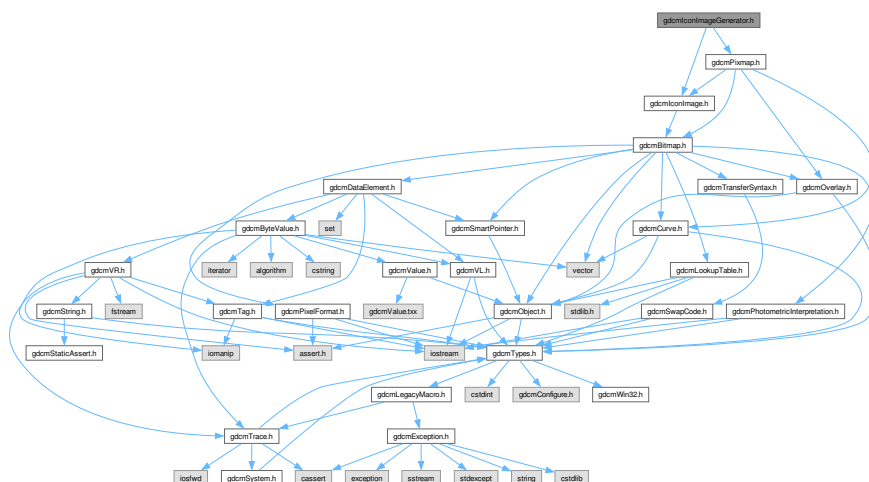 gdcmIconImageGenerator.h
gdcmPixmap.h
gdcmIconImage.h
gdcmBitmap.h
gdcmDataElement.h
gdcmTransferSyntax.h
gdcmOverlay.h
gdcmByteValue.h
set
gdcmSmartPointer.h
gdcmCurve.h
gdcmVR.h
iterator
algorithm
cstring
gdcmValue.h
gdcmVL.h
vector
gdcmLookupTable.h
gdcmString.h
fstream
gdcmTag.h
gdcmPixelFormat.h
gdcmValue.txx
gdcmObject.h
stdlib.h
gdcmSwapCode.h
gdcmPhotometricInterpretation.h
gdcmStaticAssert.h
iomanip
assert.h
iostream
gdcmTypes.h
gdcmLegacyMacro.h
cstdint
gdcmConfigure.h
gdcmWin32.h
gdcmTrace.h
gdcmException.h
iosfwd
gdcmSystem.h
cassert
exception
sstream
stdexcept
string
cstdlib